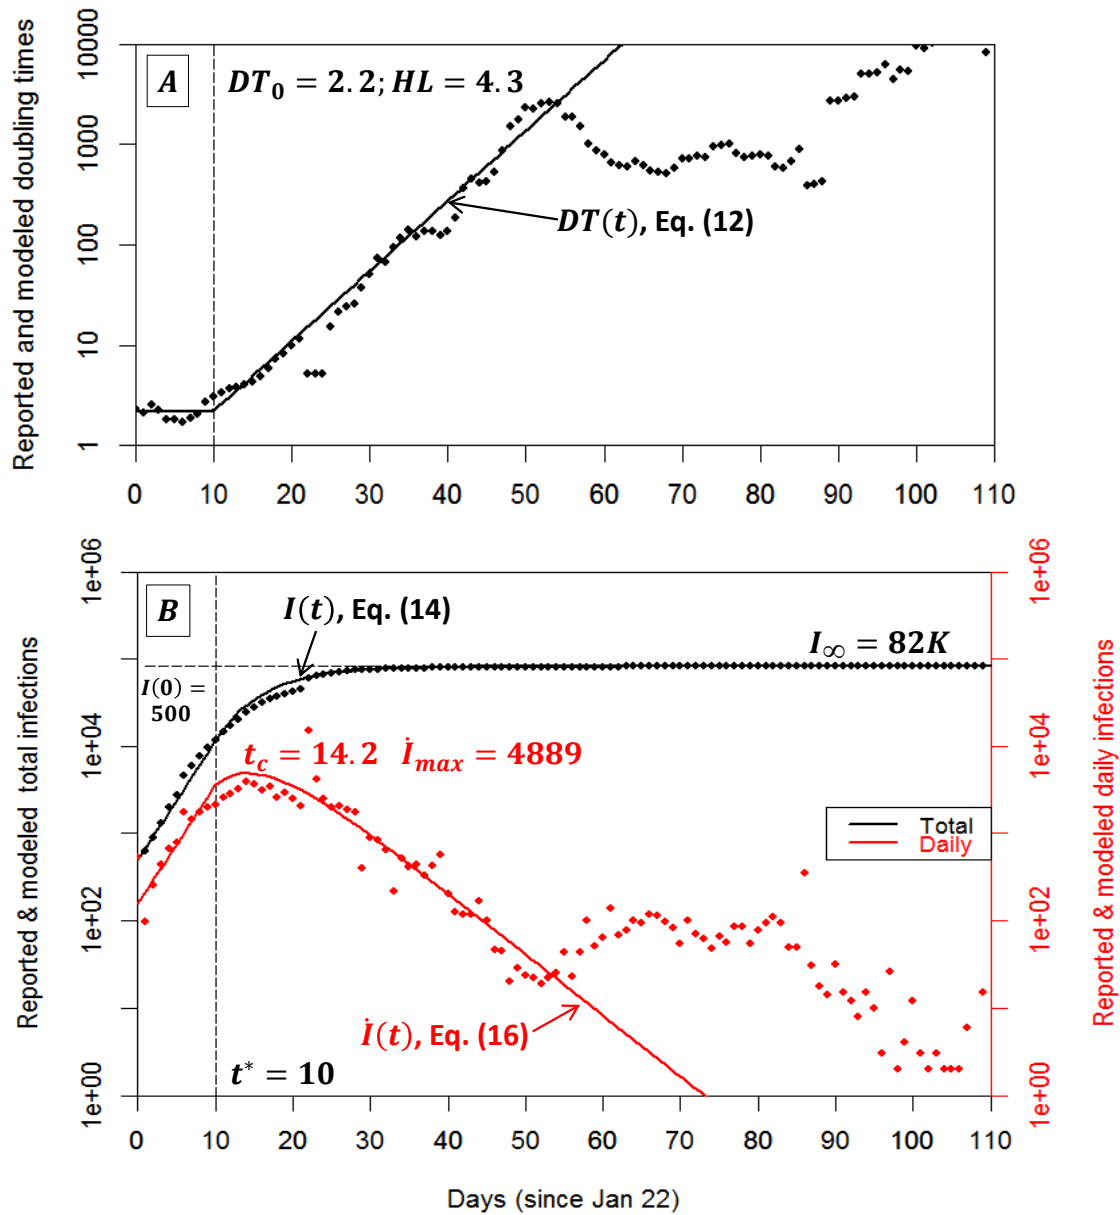 Reported and modeled doubling times
10000
1000
100
10
1
A
DT₀ = 2.2; HL = 4.3
DT(t), Eq. (12)
0 10 20 30 40 50 60 70 80 90 100 110
Reported & modeled total infections
1e+06
1e+04
1e+02
1e+00
B
I(t), Eq. (14)
I∞ = 82K
I(0) =
500
t_c = 14.2 İ_max = 4889
Total
Daily
İ(t), Eq. (16)
t* = 10
1e+06
1e+04
1e+02
1e+00
Reported & modeled daily infections
0 10 20 30 40 50 60 70 80 90 100 110
Days (since Jan 22)